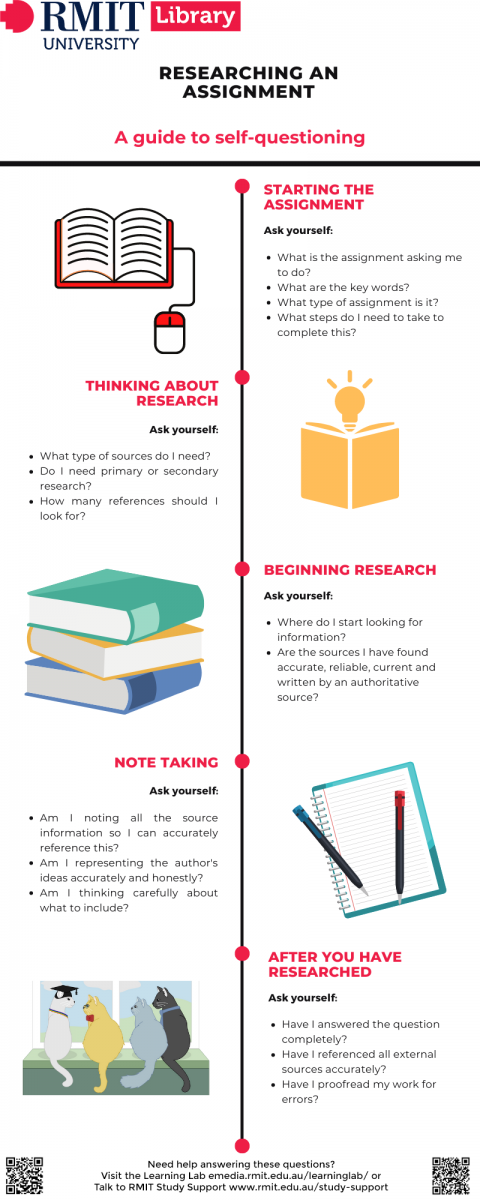 RMIT Library
UNIVERSITY
RESEARCHING AN
ASSIGNMENT
A guide to self-questioning
STARTING THE
ASSIGNMENT
Ask yourself:
• What is the assignment asking me
to do?
• What are the key words?
• What type of assignment is it?
• What steps do I need to take to
complete this?
THINKING ABOUT
RESEARCH
Ask yourself:
• What type of sources do I need?
• Do I need primary or secondary
research?
• How many references should I
look for?
BEGINNING RESEARCH
Ask yourself:
• Where do I start looking for
information?
• Are the sources I have found
accurate, reliable, current and
written by an authoritative
source?
NOTE TAKING
Ask yourself:
• Am I noting all the source
information so I can accurately
reference this?
• Am I representing the author's
ideas accurately and honestly?
• Am I thinking carefully about
what to include?
AFTER YOU HAVE
RESEARCHED
Ask yourself:
• Have I answered the question
completely?
• Have I referenced all external
sources accurately?
• Have I proofread my work for
errors?
Need help answering these questions?
Visit the Learning Lab emedia.rmit.edu.au/learninglab/ or
Talk to RMIT Study Support www.rmit.edu.au/study-support